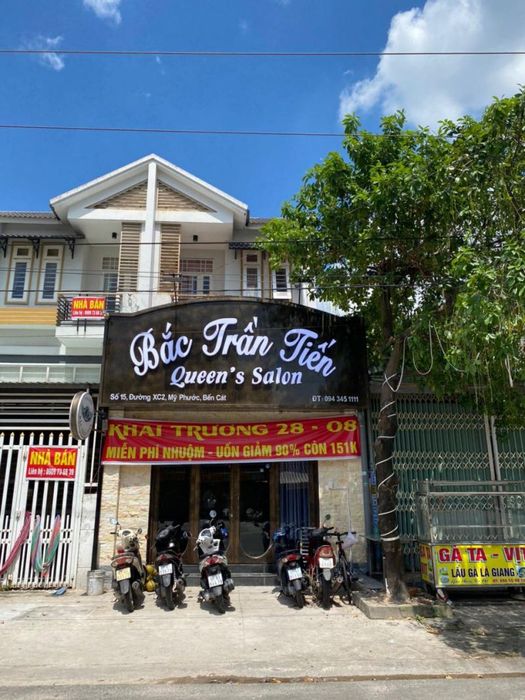 NHÀ BÁN
Bắc Trần Tiến
Queen's Salon
Số 15, Đường XC2, Mỹ Phước, Bến Cát
ĐT: 094 345 1111
KHAI TRƯƠNG 28 - 08
MIỄN PHÍ NHUỘM - UỐN GIẢM 90% CÒN 151K
NHÀ BÁN
GÀ TA - VỊT
LẨU GÀ LÁ GIANG